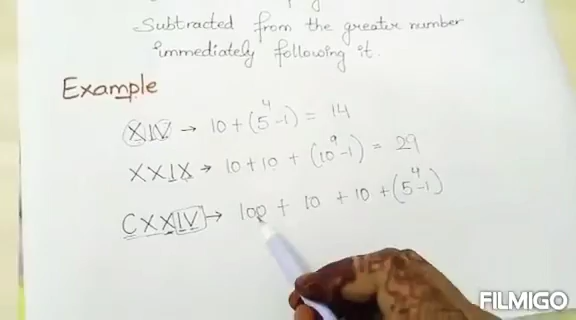 Subtracted from the greater number
immediately following it.
Example
XIV → 10 + (5-1) = 14
4
XXIX → 10 + 10 + (10-1) = 29
9
CXXIV → 100 + 10 + 10 + (5-1)
4
FILMIGO